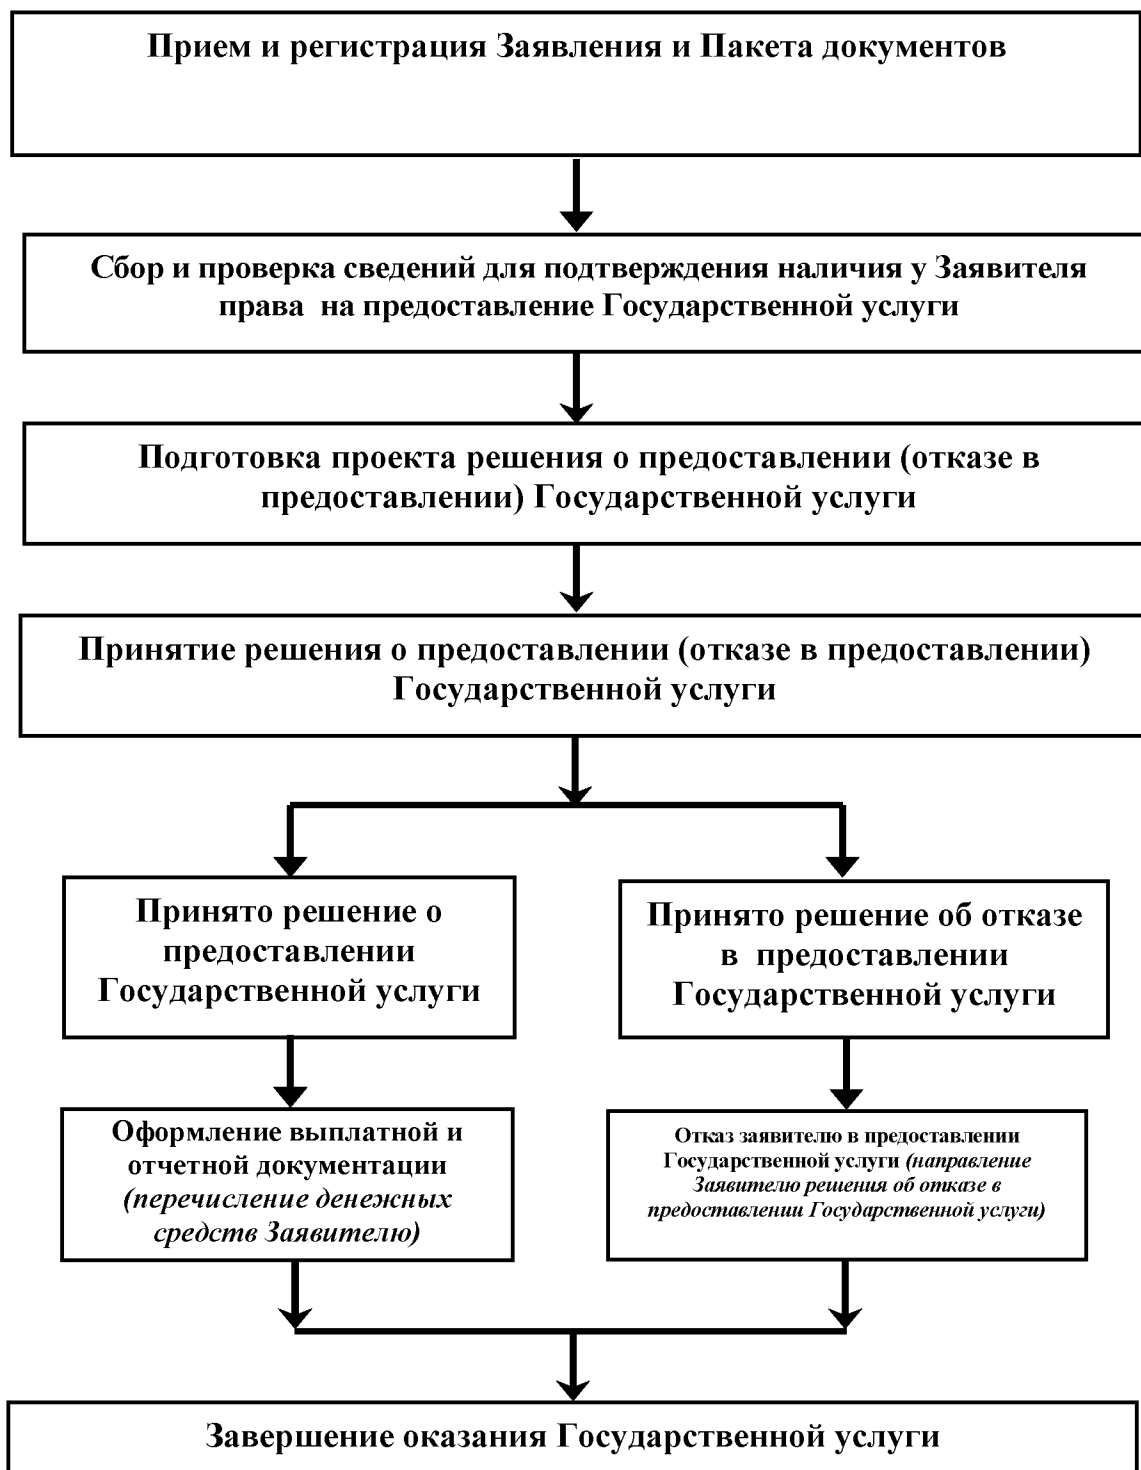 Прием и регистрация Заявления и Пакета документов
Сбор и проверка сведений для подтверждения наличия у Заявителя
права на предоставление Государственной услуги
Подготовка проекта решения о предоставлении (отказе в
предоставлении) Государственной услуги
Принятие решения о предоставлении (отказе в предоставлении)
Государственной услуги
Принято решение о
предоставлении
Государственной услуги
Принято решение об отказе
в предоставлении
Государственной услуги
Оформление выплатной и
отчетной документации
(перечисление денежных
средств Заявителю)
Отказ заявителю в предоставлении
Государственной услуги (направление
Заявителю решения об отказе в
предоставлении Государственной услуги)
Завершение оказания Государственной услуги